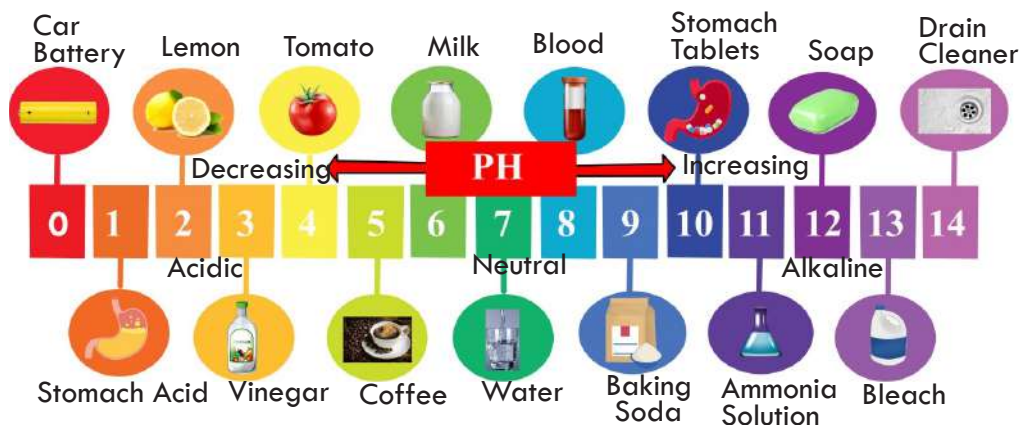 Car
Battery
Lemon
Tomato
Milk
Blood
Stomach
Tablets
Soap
Drain
Cleaner
Decreasing
PH
Increasing
0 1 2 3 4 5 6 7 8 9 10 11 12 13 14
Acidic
Neutral
Alkaline
Stomach Acid
Vinegar
Coffee
Water
Baking
Soda
Ammonia
Solution
Bleach